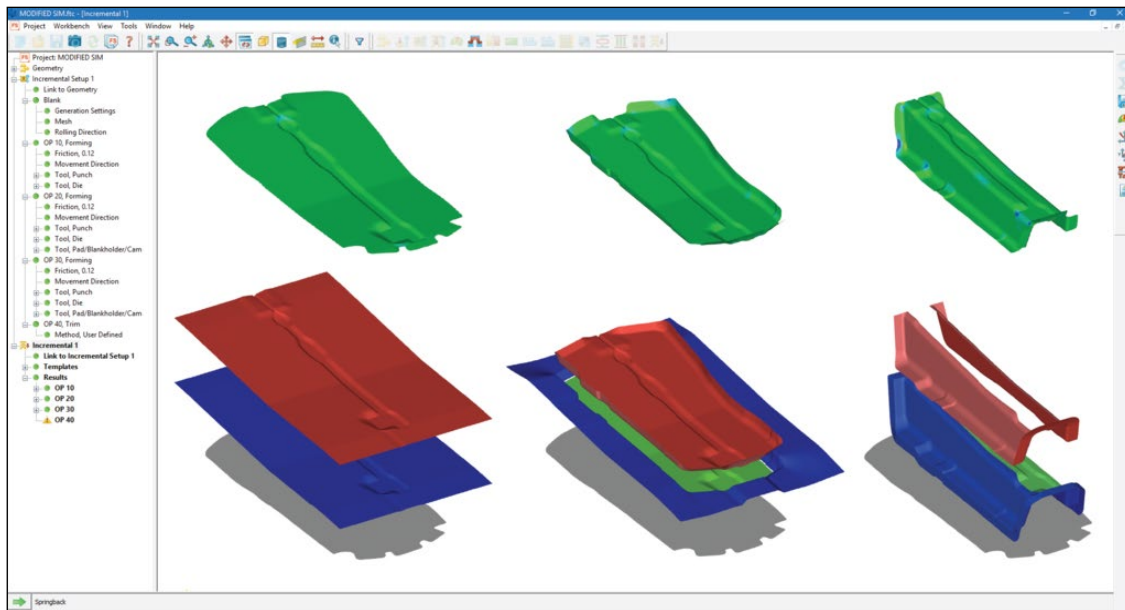 MODIFIED SIM.ftc - [Incremental 1]
Project Workbench View Tools Window Help
Project: MODIFIED SIM
Geometry
Incremental Setup 1
Link to Geometry
Blank
Generation Settings
Mesh
Rolling Direction
OP 10, Forming
Friction, 0.12
Movement Direction
Tool, Punch
Tool, Die
OP 20, Forming
Friction, 0.12
Movement Direction
Tool, Punch
Tool, Die
Tool, Pad/Blankholder/Cam
OP 30, Forming
Friction, 0.12
Movement Direction
Tool, Punch
Tool, Die
Tool, Pad/Blankholder/Cam
OP 40, Trim
Method, User Defined
Incremental 1
Link to Incremental Setup 1
Templates
Results
OP 10
OP 20
OP 30
OP 40
Springback